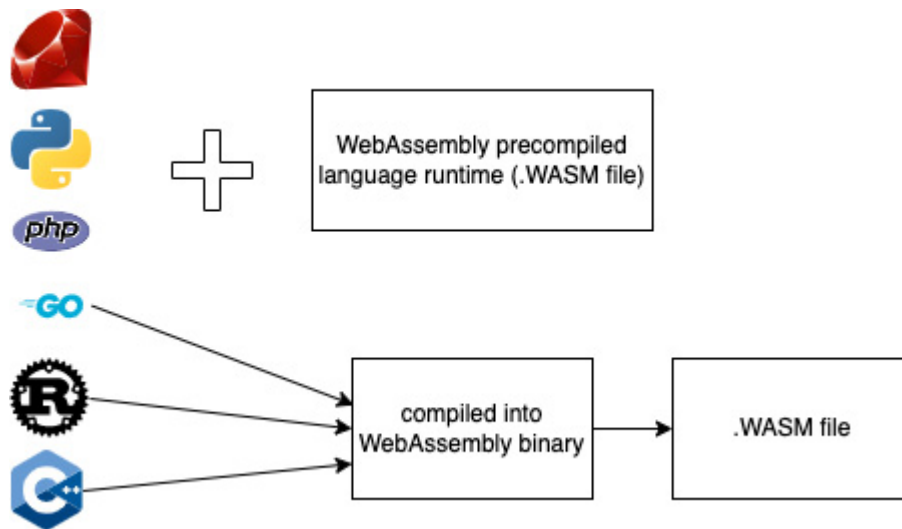 WebAssembly precompiled
language runtime (.WASM file)
php
GO
R
compiled into
WebAssembly binary
.WASM file
C++